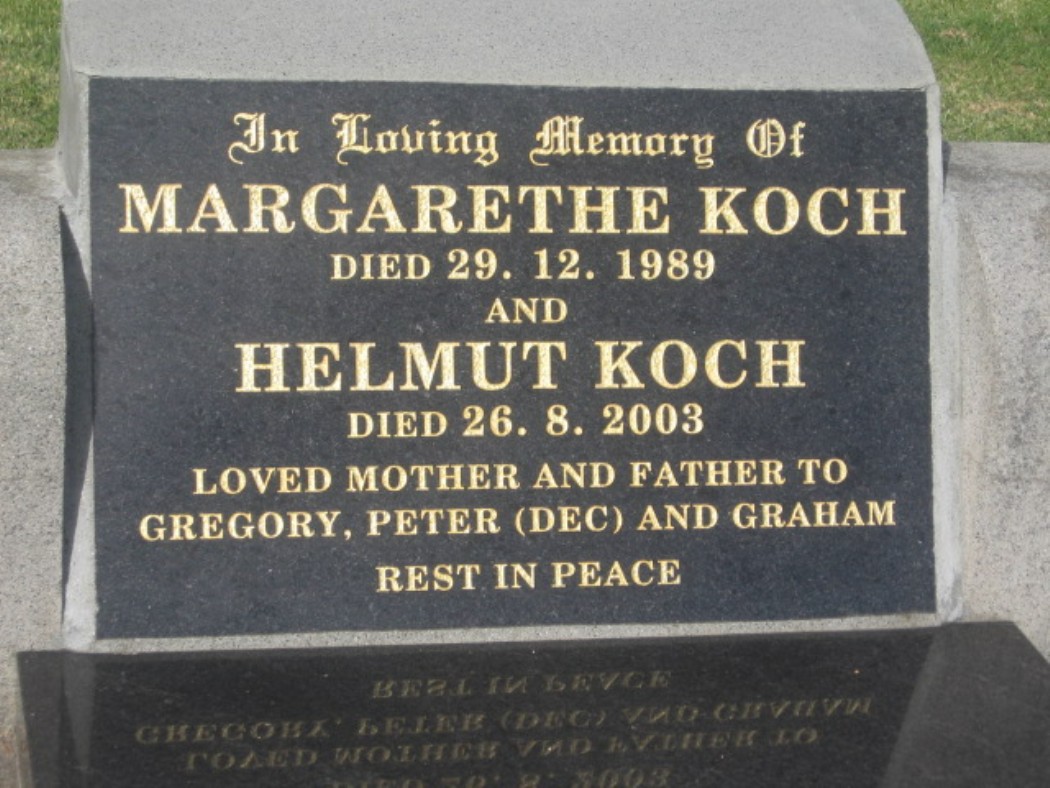 In Loving Memory Of
MARGARETHE KOCH
DIED 29. 12. 1989
AND
HELMUT KOCH
DIED 26. 8. 2003
LOVED MOTHER AND FATHER TO
GREGORY, PETER (DEC) AND GRAHAM
REST IN PEACE